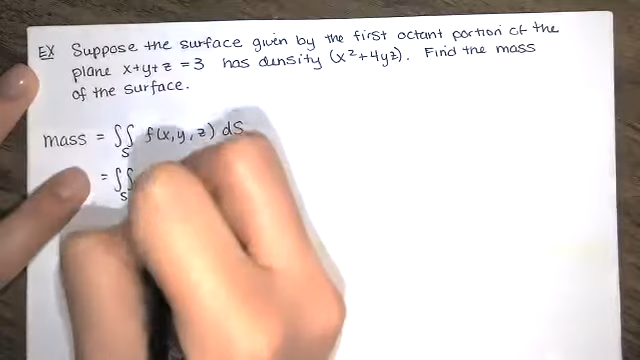 EX Suppose the surface given by the first octant portion of the
plane x+y+z = 3 has density (x²+4yz). Find the mass
of the surface.
mass = ∬ f(x,y,z) dS
S
= ∬
S